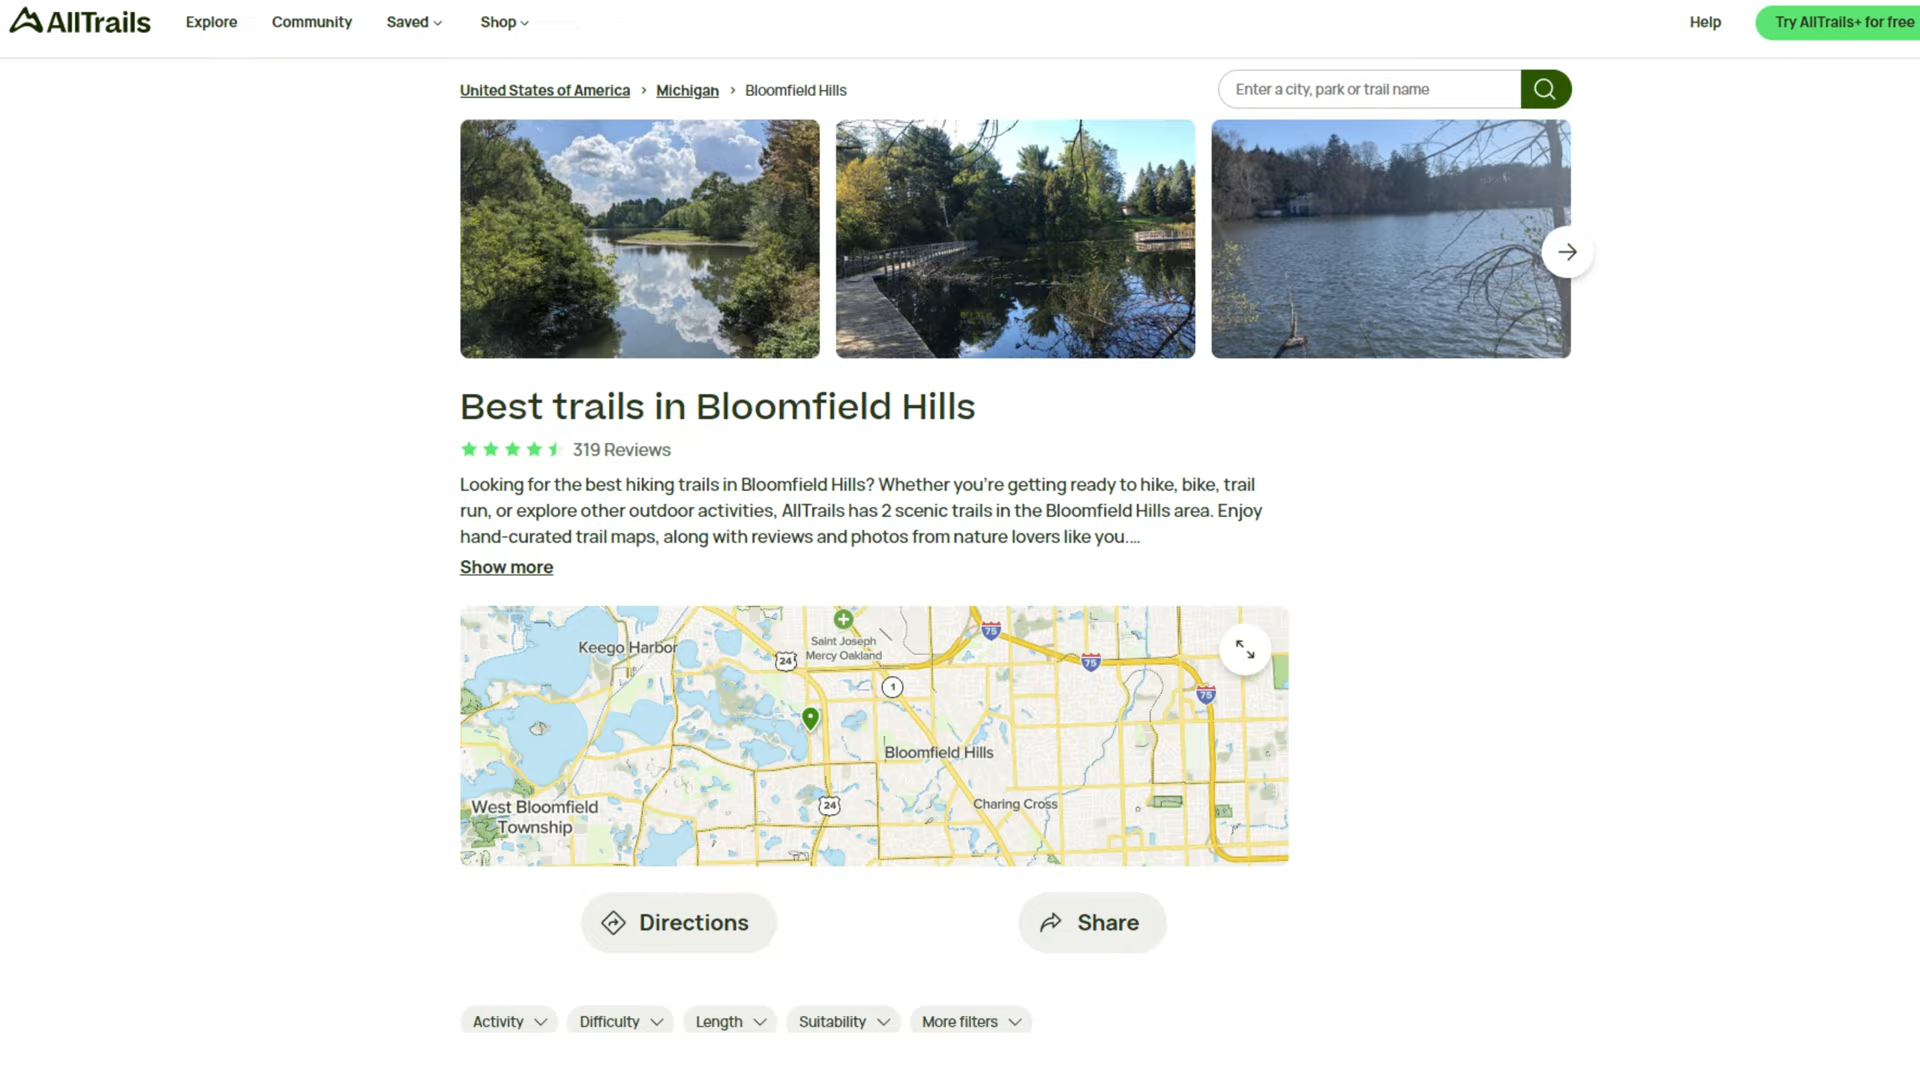 AllTrails
Explore
Community
Saved
Shop
Help
Try AllTrails+ for free
United States of America › Michigan › Bloomfield Hills
Enter a city, park or trail name
Best trails in Bloomfield Hills
319 Reviews
Looking for the best hiking trails in Bloomfield Hills? Whether you're getting ready to hike, bike, trail
run, or explore other outdoor activities, AllTrails has 2 scenic trails in the Bloomfield Hills area. Enjoy
hand-curated trail maps, along with reviews and photos from nature lovers like you....
Show more
Keego Harbor
Saint Joseph
Mercy Oakland
24
75
75
75
1
Bloomfield Hills
West Bloomfield
Township
24
Charing Cross
Directions
Share
Activity
Difficulty
Length
Suitability
More filters